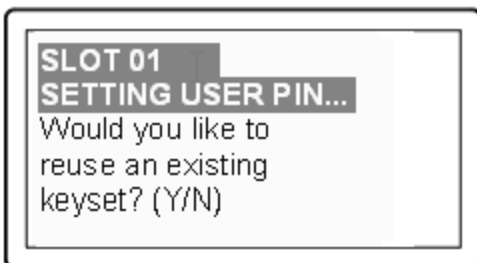 SLOT 01
SETTING USER PIN...
Would you like to
reuse an existing
keyset? (Y/N)